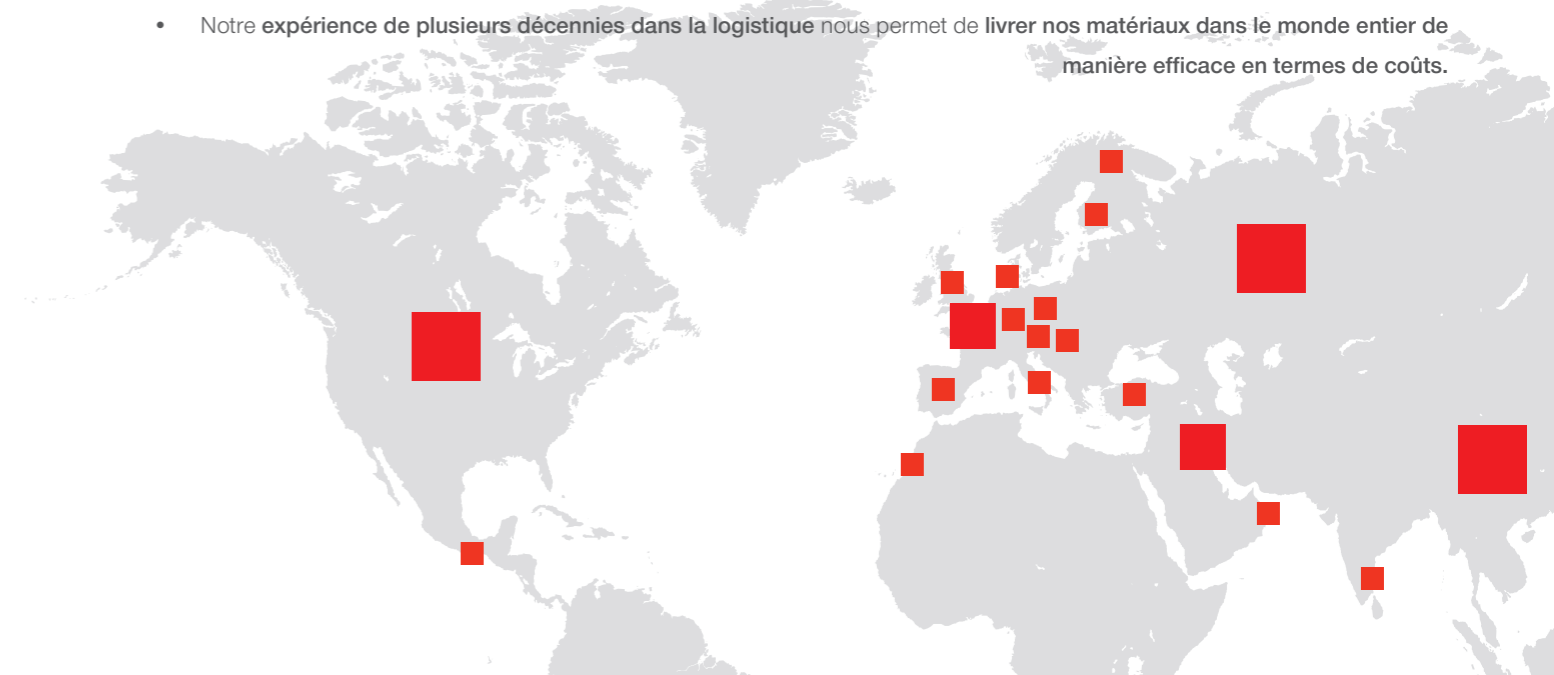 • Notre expérience de plusieurs décennies dans la logistique nous permet de livrer nos matériaux dans le monde entier de
manière efficace en termes de coûts.